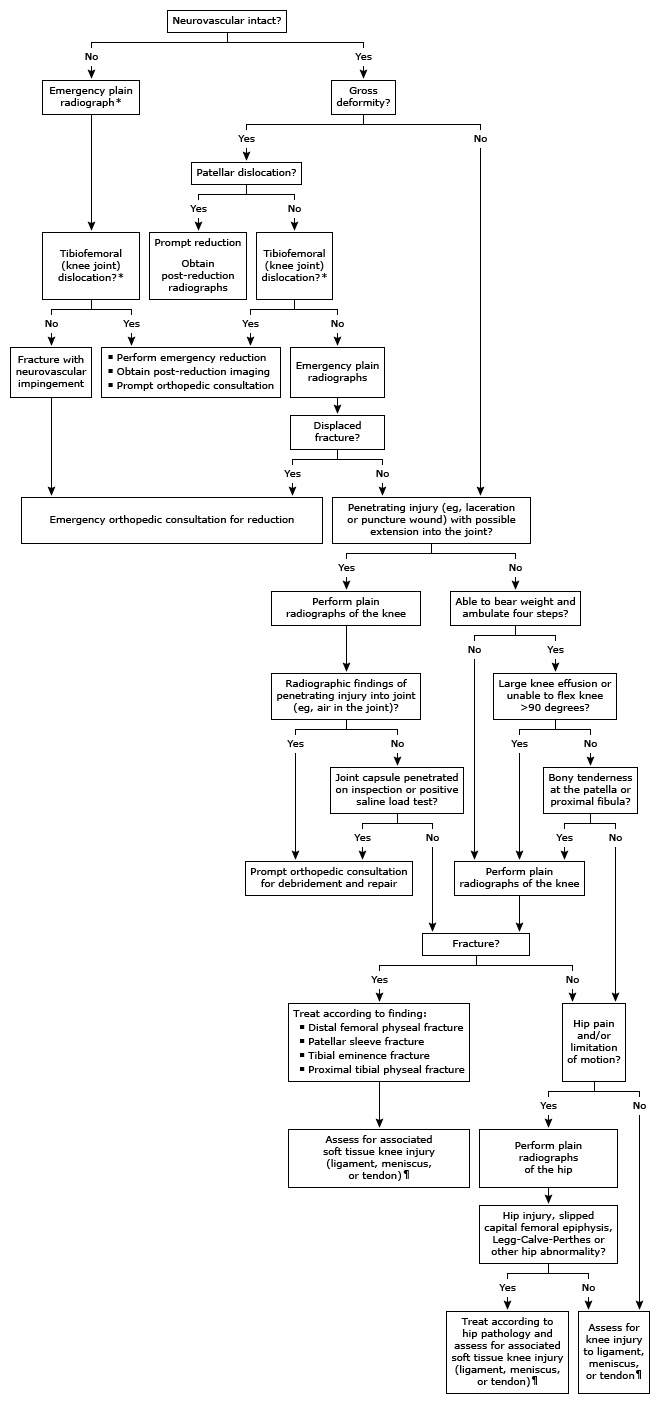 Neurovascular intact?
No
Yes
Emergency plain
radiograph*
Gross
deformity?
Yes
No
Patellar dislocation?
Yes
No
Tibiofemoral
(knee joint)
dislocation?*
Prompt reduction
Obtain
post-reduction
radiographs
Tibiofemoral
(knee joint)
dislocation?*
No
Yes
Yes
No
Fracture with
neurovascular
impingement
▪ Perform emergency reduction
▪ Obtain post-reduction imaging
▪ Prompt orthopedic consultation
Emergency plain
radiographs
Displaced
fracture?
Yes
No
Emergency orthopedic consultation for reduction
Penetrating injury (eg, laceration
or puncture wound) with possible
extension into the joint?
Yes
No
Perform plain
radiographs of the knee
Able to bear weight and
ambulate four steps?
No
Yes
Radiographic findings of
penetrating injury into joint
(eg, air in the joint)?
Large knee effusion or
unable to flex knee
>90 degrees?
Yes
No
Yes
No
Joint capsule penetrated
on inspection or positive
saline load test?
Bony tenderness
at the patella or
proximal fibula?
Yes
No
Yes
No
Prompt orthopedic consultation
for debridement and repair
Perform plain
radiographs of the knee
Fracture?
Yes
No
Treat according to finding:
▪ Distal femoral physeal fracture
▪ Patellar sleeve fracture
▪ Tibial eminence fracture
▪ Proximal tibial physeal fracture
Hip pain
and/or
limitation
of motion?
Yes
No
Assess for associated
soft tissue knee injury
(ligament, meniscus,
or tendon)¶
Perform plain
radiographs
of the hip
Hip injury, slipped
capital femoral epiphysis,
Legg-Calve-Perthes or
other hip abnormality?
Yes
No
Treat according to
hip pathology and
assess for associated
soft tissue knee injury
(ligament, meniscus,
or tendon)¶
Assess for
knee injury
to ligament,
meniscus,
or tendon¶